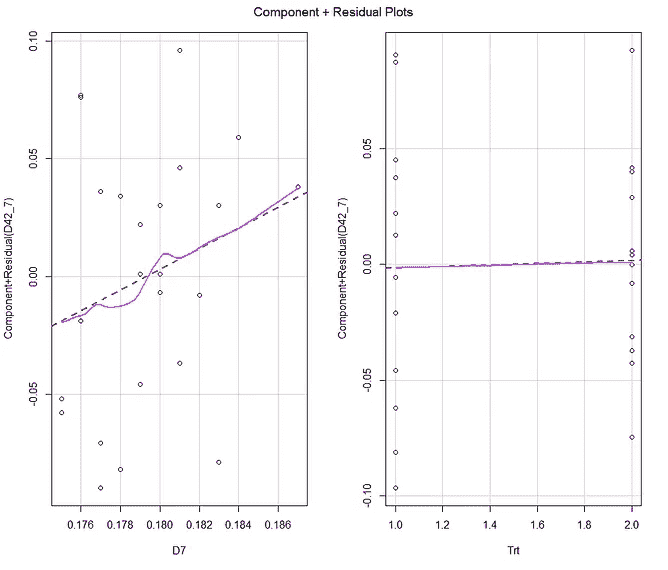 Component + Residual Plots
Component+Residual(D42_7)
0.10
0.05
0.00
-0.05
0.176 0.178 0.180 0.182 0.184 0.186
D7
Component+Residual(D42_7)
0.05
0.00
-0.05
-0.10
1.0 1.2 1.4 1.6 1.8 2.0
Trt